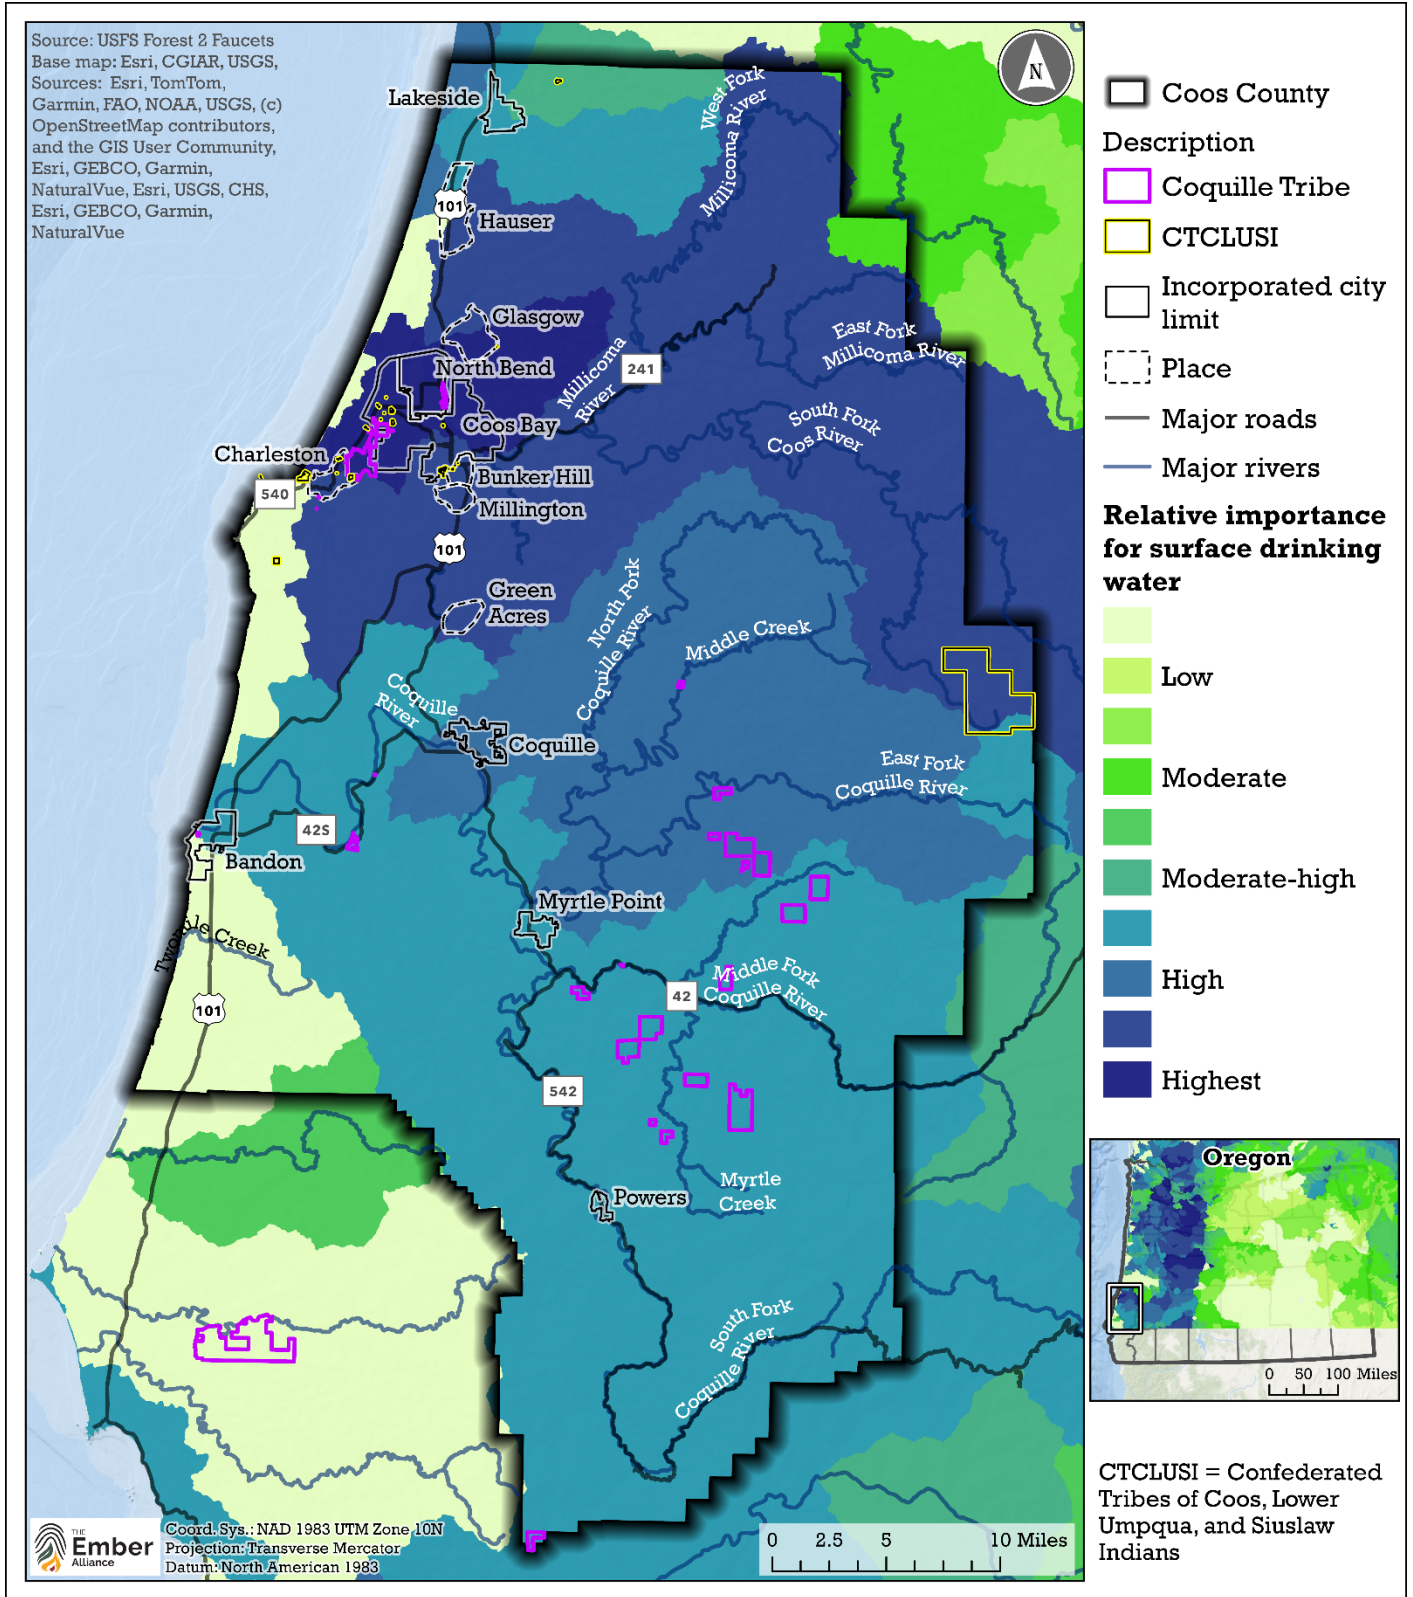 Source: USFS Forest 2 Faucets
Base map: Esri, CGIAR, USGS,
Sources: Esri, TomTom,
Garmin, FAO, NOAA, USGS, (c)
OpenStreetMap contributors,
and the GIS User Community,
Esri, GEBCO, Garmin,
NaturalVue, Esri, USGS, CHS,
Esri, GEBCO, Garmin,
NaturalVue
N
Lakeside
West Fork
Millicoma River
101
Hauser
Glasgow
North Bend
Millicoma
River
241
East Fork
Millicoma River
South Fork
Coos River
Coos Bay
Charleston
540
Bunker Hill
Millington
101
Green
Acres
North Fork
Coquille River
Middle Creek
Coquille
River
Coquille
East Fork
Coquille River
42S
Bandon
Myrtle Point
Twomile Creek
Middle Fork
Coquille River
42
101
542
Myrtle
Creek
Powers
South Fork
Coquille River
THE
Ember
Alliance
Coord. Sys.: NAD 1983 UTM Zone 10N
Projection: Transverse Mercator
Datum: North American 1983
0 2.5 5 10 Miles
Coos County
Description
Coquille Tribe
CTCLUSI
Incorporated city
limit
Place
Major roads
Major rivers
Relative importance
for surface drinking
water
Low
Moderate
Moderate-high
High
Highest
Oregon
0 50 100 Miles
CTCLUSI = Confederated
Tribes of Coos, Lower
Umpqua, and Siuslaw
Indians